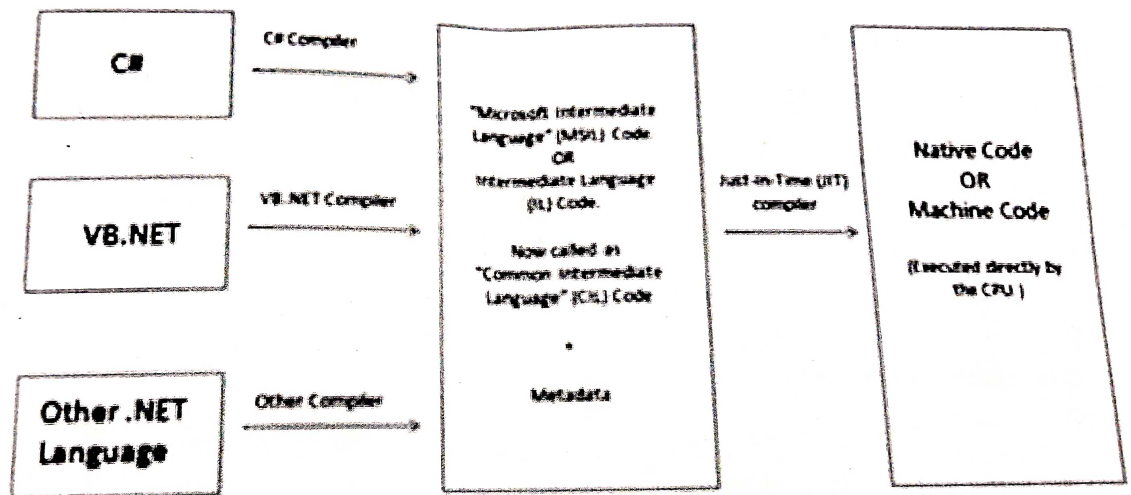 C#
C# Compiler
"Microsoft Intermediate
Language" (MSIL) Code
OR
Intermediate Language
(IL) Code.
Now called as
"Common Intermediate
Language" (CIL) Code
+
Metadata
VB.NET
VB.NET Compiler
Other .NET
Language
Other Compiler
Just-in-Time (JIT)
compiler
Native Code
OR
Machine Code
(Executed directly by
the CPU )